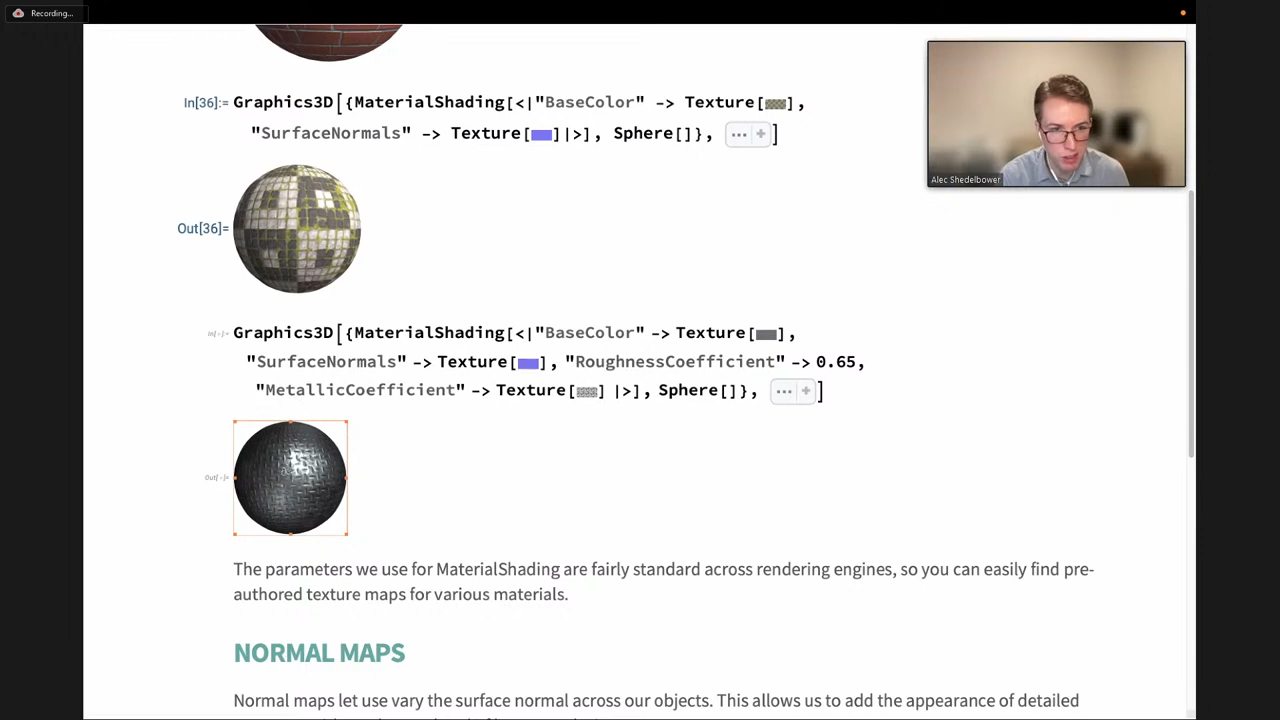 Recording...
Alec Shedelbower
In[36]:= Graphics3D[{MaterialShading[<|"BaseColor" -> Texture[],
"SurfaceNormals" -> Texture[]|>], Sphere[]}, ... +]
Out[36]=
In[•]:= Graphics3D[{MaterialShading[<|"BaseColor" -> Texture[],
"SurfaceNormals" -> Texture[], "RoughnessCoefficient" -> 0.65,
"MetallicCoefficient" -> Texture[] |>], Sphere[]}, ... +]
Out[•]=
The parameters we use for MaterialShading are fairly standard across rendering engines, so you can easily find pre-
authored texture maps for various materials.
NORMAL MAPS
Normal maps let use vary the surface normal across our objects. This allows us to add the appearance of detailed